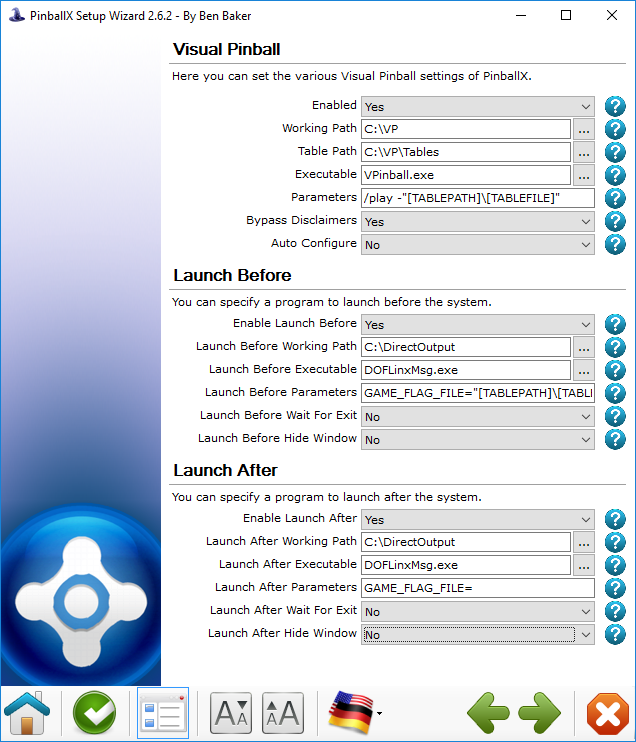 PinballX Setup Wizard 2.6.2 - By Ben Baker
Visual Pinball
Here you can set the various Visual Pinball settings of PinballX.
Enabled Yes
Working Path C:\VP ...
Table Path C:\VP\Tables ...
Executable VPinball.exe ...
Parameters /play -"[TABLEPATH]\[TABLEFILE]"
Bypass Disclaimers Yes
Auto Configure No
Launch Before
You can specify a program to launch before the system.
Enable Launch Before Yes
Launch Before Working Path C:\DirectOutput ...
Launch Before Executable DOFLinxMsg.exe ...
Launch Before Parameters GAME_FLAG_FILE="[TABLEPATH]\[TABLI
Launch Before Wait For Exit No
Launch Before Hide Window No
Launch After
You can specify a program to launch after the system.
Enable Launch After Yes
Launch After Working Path C:\DirectOutput ...
Launch After Executable DOFLinxMsg.exe ...
Launch After Parameters GAME_FLAG_FILE=
Launch After Wait For Exit No
Launch After Hide Window No